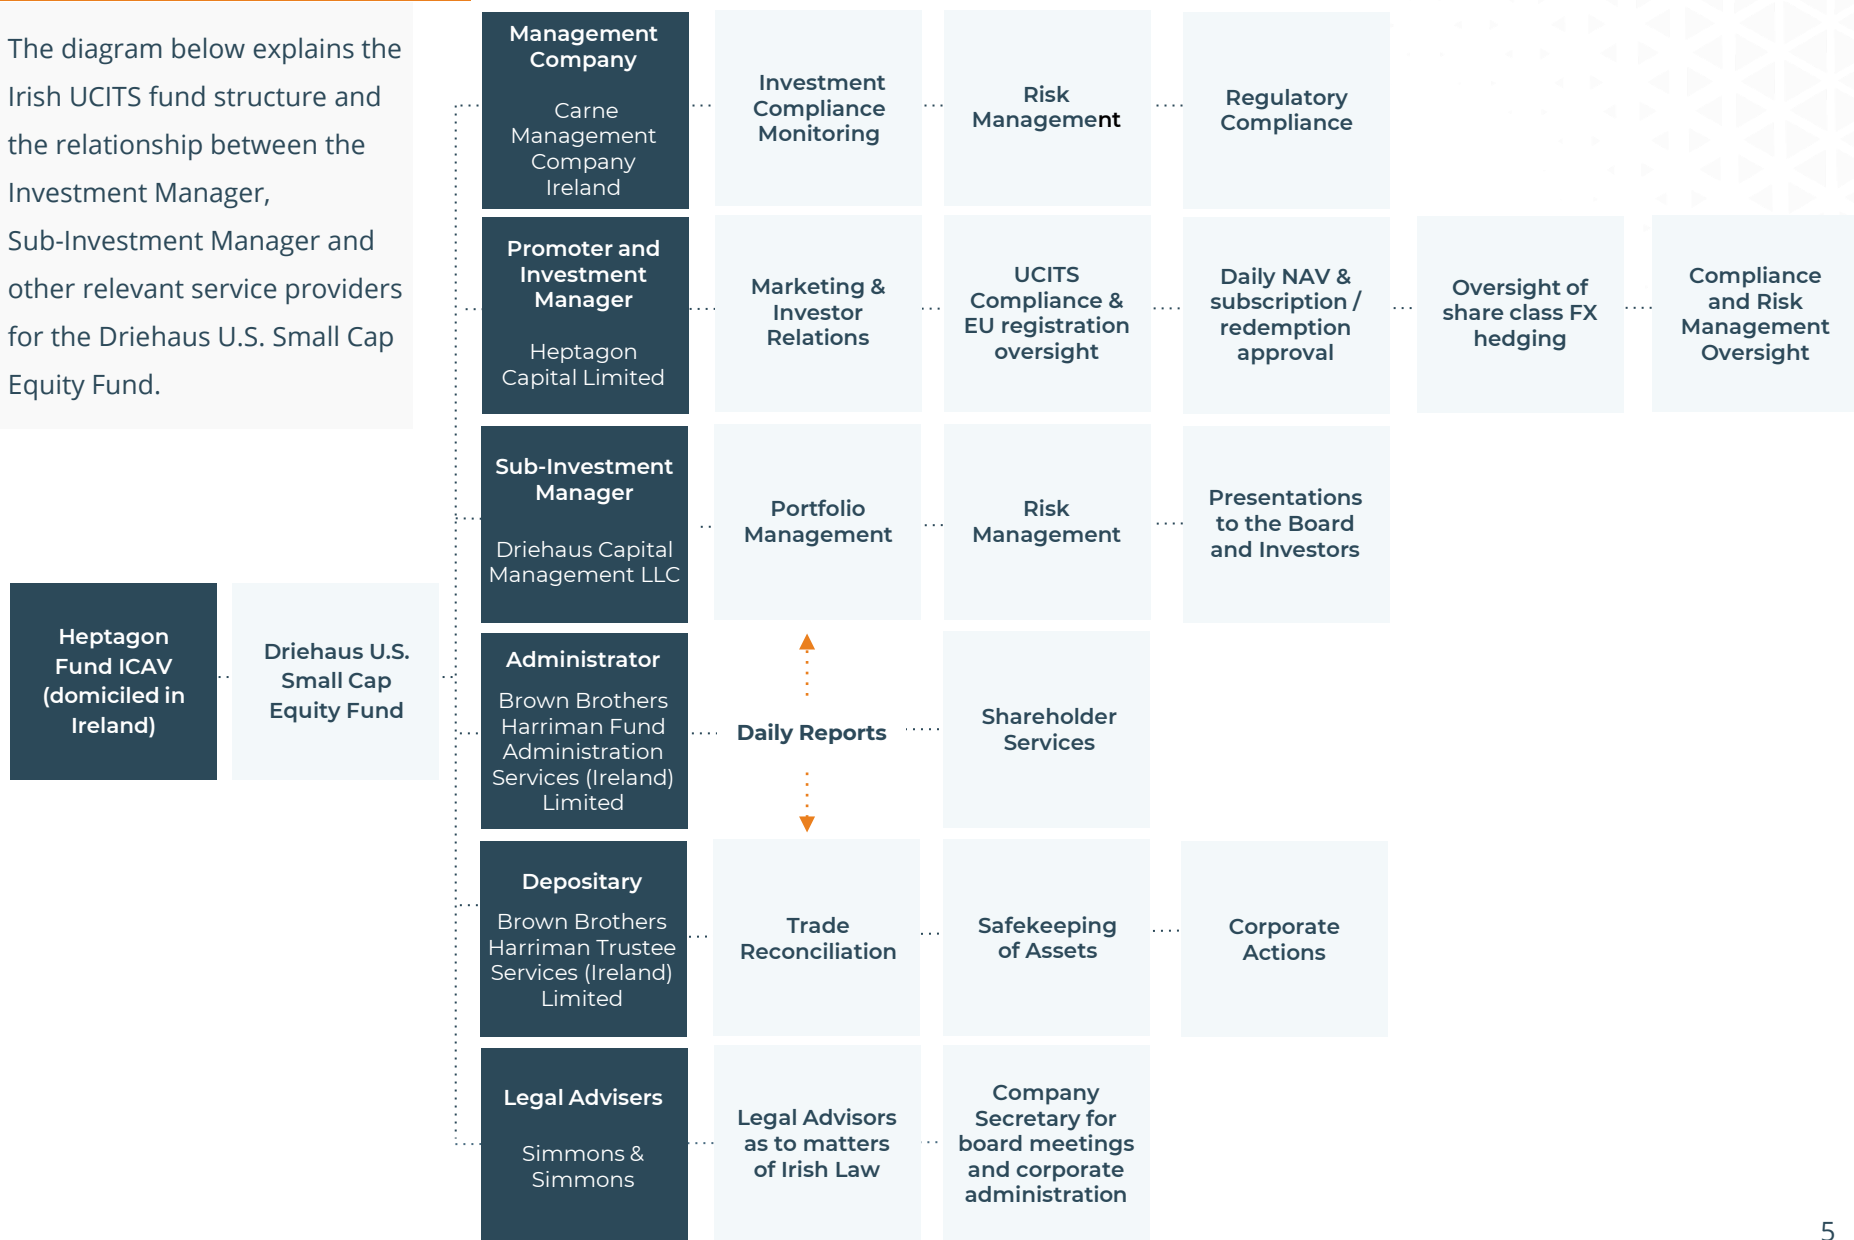 The diagram below explains the
Irish UCITS fund structure and
the relationship between the
Investment Manager,
Sub-Investment Manager and
other relevant service providers
for the Driehaus U.S. Small Cap
Equity Fund.
Heptagon
Fund ICAV
(domiciled in
Ireland)
Driehaus U.S.
Small Cap
Equity Fund
Management
Company
Carne
Management
Company
Ireland
Investment
Compliance
Monitoring
Risk
Management
Regulatory
Compliance
Promoter and
Investment
Manager
Heptagon
Capital Limited
Marketing &
Investor
Relations
UCITS
Compliance &
EU registration
oversight
Daily NAV &
subscription /
redemption
approval
Oversight of
share class FX
hedging
Compliance
and Risk
Management
Oversight
Sub-Investment
Manager
Driehaus Capital
Management LLC
Portfolio
Management
Risk
Management
Presentations
to the Board
and Investors
Administrator
Brown Brothers
Harriman Fund
Administration
Services (Ireland)
Limited
Daily Reports
Shareholder
Services
Depositary
Brown Brothers
Harriman Trustee
Services (Ireland)
Limited
Trade
Reconciliation
Safekeeping
of Assets
Corporate
Actions
Legal Advisers
Simmons &
Simmons
Legal Advisors
as to matters
of Irish Law
Company
Secretary for
board meetings
and corporate
administration
5